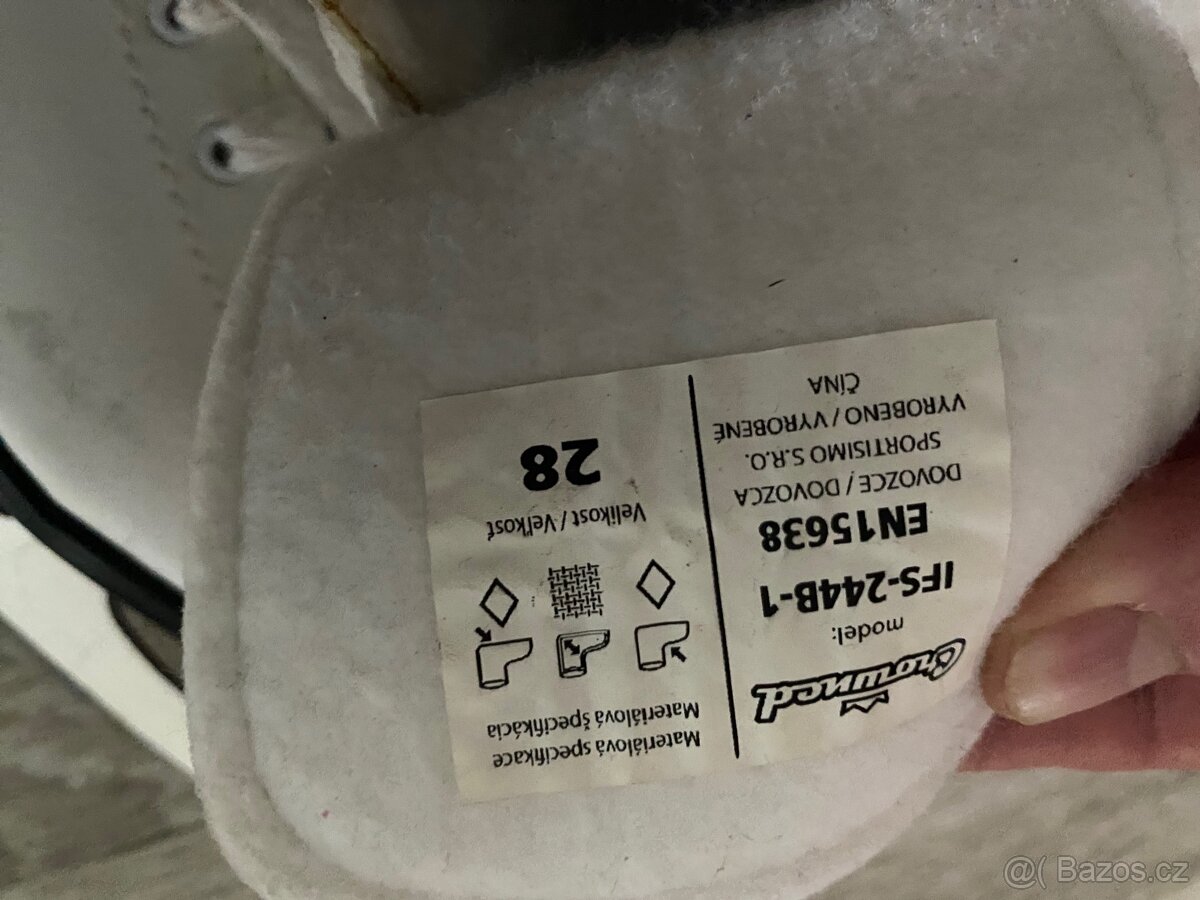 Crowned
model:
IFS-244B-1
EN15638
DOVOZCE / DOVOZCA
SPORTISIMO S.R.O.
VYROBENO / VYROBENÉ
ČÍNA
Materiálová specifikace
Materiálová špecifikácia
Velikost / Veľkosť
28
@( Bazoš.cz